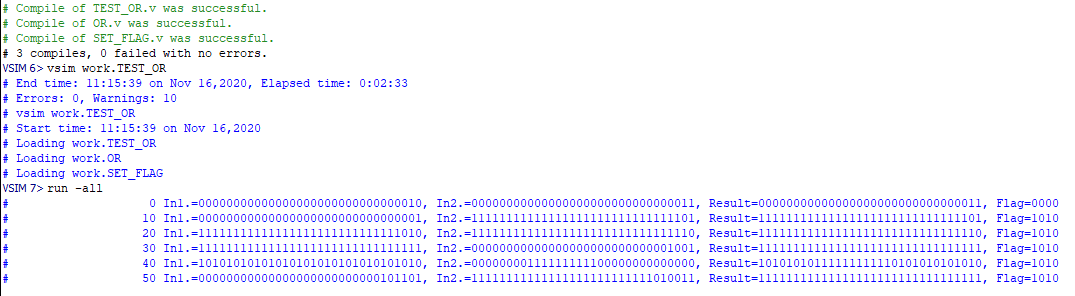 # Compile of TEST_OR.v was successful.
# Compile of OR.v was successful.
# Compile of SET_FLAG.v was successful.
# 3 compiles, 0 failed with no errors.
VSIM 6> vsim work.TEST_OR
# End time: 11:15:39 on Nov 16,2020, Elapsed time: 0:02:33
# Errors: 0, Warnings: 10
# vsim work.TEST_OR
# Start time: 11:15:39 on Nov 16,2020
# Loading work.TEST_OR
# Loading work.OR
# Loading work.SET_FLAG
VSIM 7> run -all
# 0 In1.=00000000000000000000000000000010, In2.=00000000000000000000000000000011, Result=00000000000000000000000000000011, Flag=0000
# 10 In1.=00000000000000000000000000000001, In2.=11111111111111111111111111111101, Result=11111111111111111111111111111101, Flag=1010
# 20 In1.=11111111111111111111111111111010, In2.=11111111111111111111111111111110, Result=11111111111111111111111111111110, Flag=1010
# 30 In1.=11111111111111111111111111111111, In2.=00000000000000000000000000001001, Result=11111111111111111111111111111111, Flag=1010
# 40 In1.=10101010101010101010101010101010, In2.=00000000111111111100000000000000, Result=10101010111111111110101010101010, Flag=1010
# 50 In1.=00000000000000000000000000101101, In2.=11111111111111111111111111010011, Result=11111111111111111111111111111111, Flag=1010